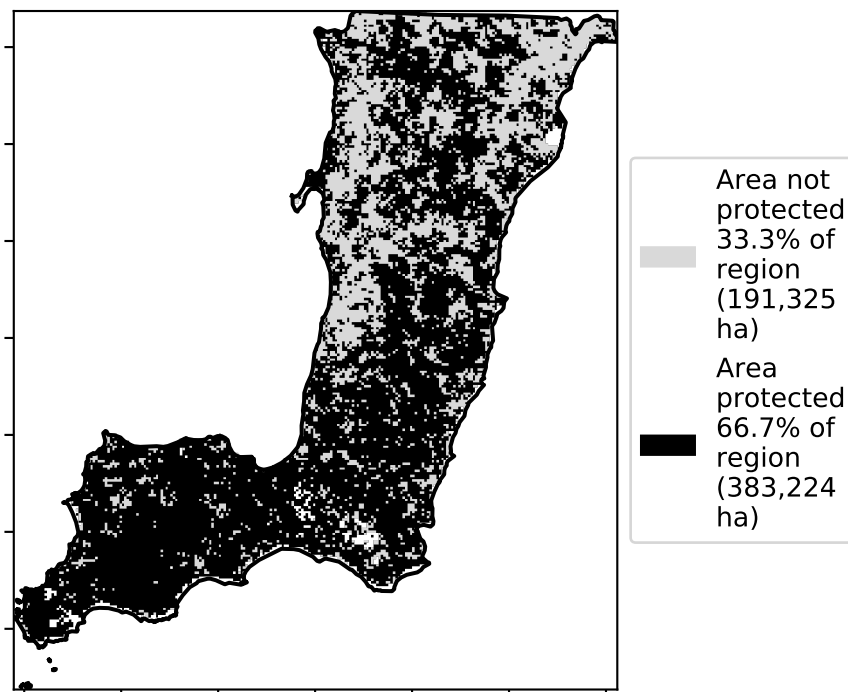 Area not
protected
33.3% of
region
(191,325
ha)
Area
protected
66.7% of
region
(383,224
ha)